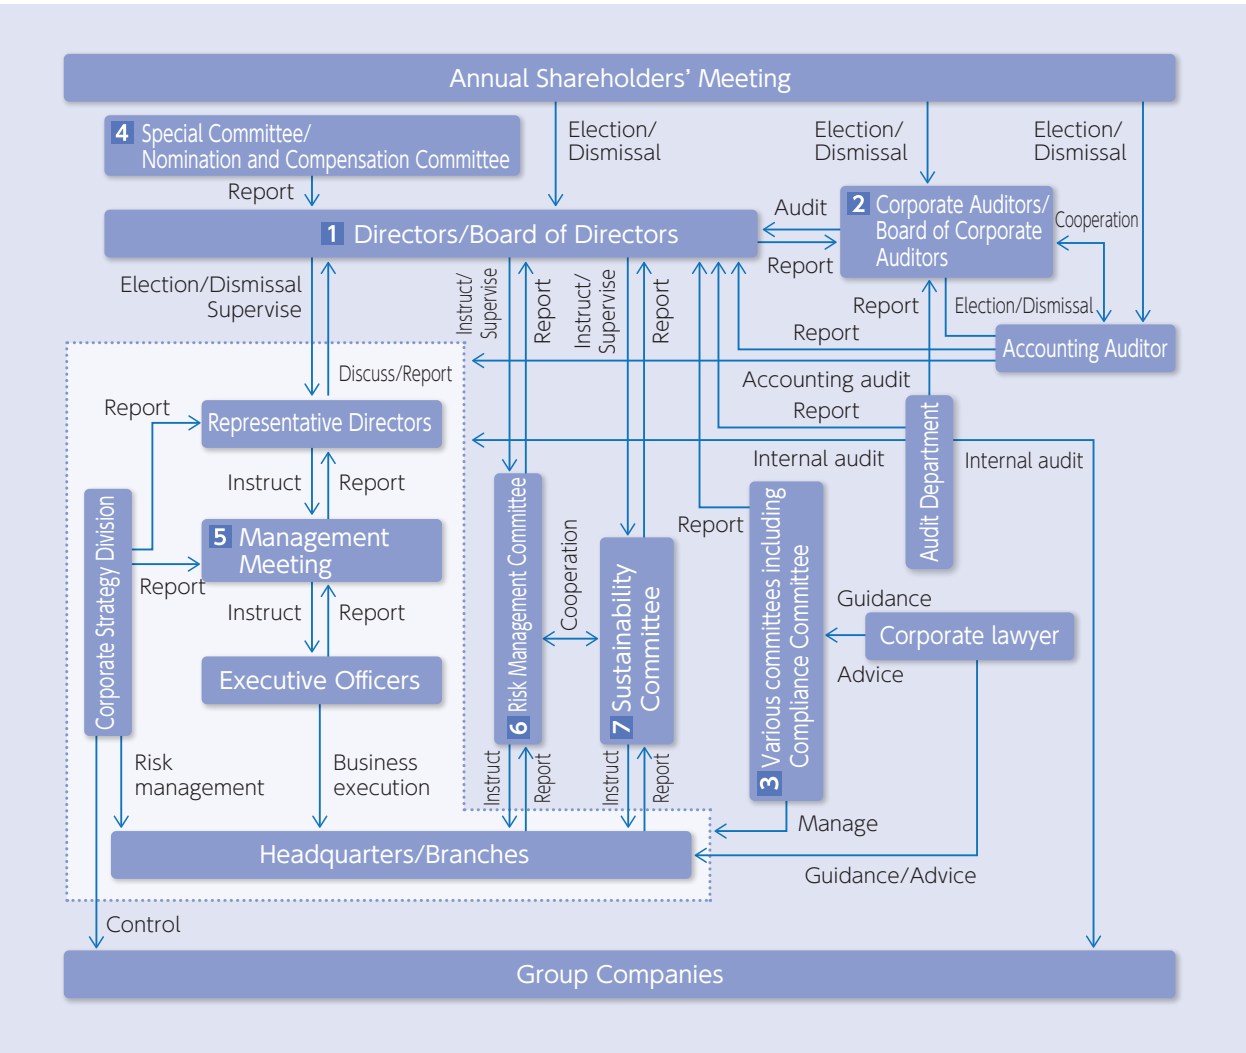 Annual Shareholders' Meeting
4 Special Committee/
Nomination and Compensation Committee
Election/
Dismissal
Election/
Dismissal
Election/
Dismissal
Report
1 Directors/Board of Directors
Audit
Report
2 Corporate Auditors/
Board of Corporate
Auditors
Cooperation
Election/Dismissal
Supervise
Instruct/
Supervise
Report
Instruct/
Supervise
Report
Report
Election/Dismissal
Report
Accounting Auditor
Discuss/Report
Accounting audit
Report
Report
Representative Directors
Internal audit
Audit Department
Internal audit
Instruct
Report
Corporate Strategy Division
5 Management
Meeting
Report
6 Risk Management Committee
Cooperation
7 Sustainability
Committee
Report
3 Various committees including
Compliance Committee
Instruct
Report
Guidance
Corporate lawyer
Advice
Executive Officers
Risk
management
Business
execution
Instruct
Report
Instruct
Report
Manage
Headquarters/Branches
Guidance/Advice
Control
Group Companies